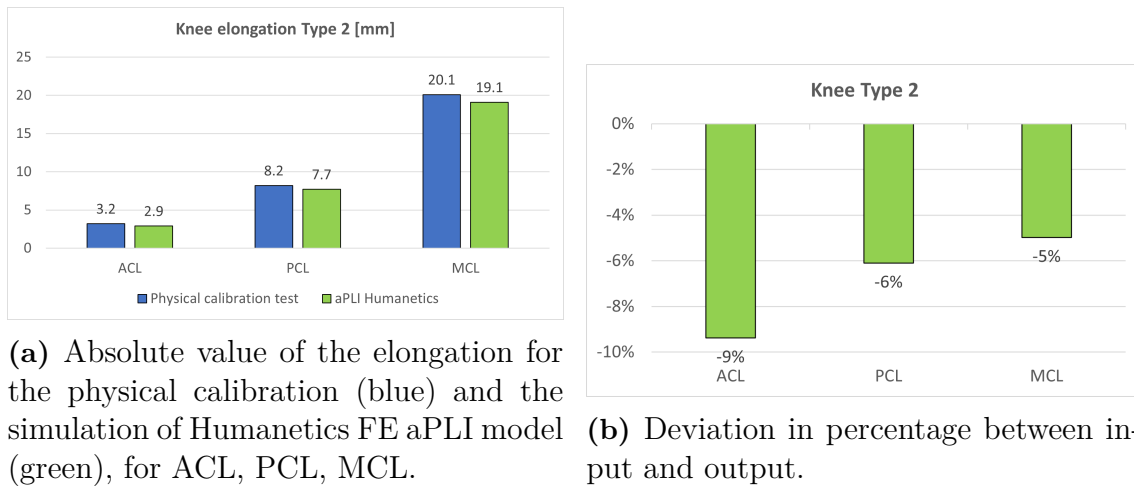 Knee elongation Type 2 [mm]
25
20
15
10
5
0
3.2
2.9
8.2
7.7
20.1
19.1
ACL
PCL
MCL
Physical calibration test
aPLI Humanetics
(a) Absolute value of the elongation for
the physical calibration (blue) and the
simulation of Humanetics FE aPLI model
(green), for ACL, PCL, MCL.
Knee Type 2
0%
-2%
-4%
-6%
-8%
-10%
-9%
-6%
-5%
ACL
PCL
MCL
(b) Deviation in percentage between in-
put and output.